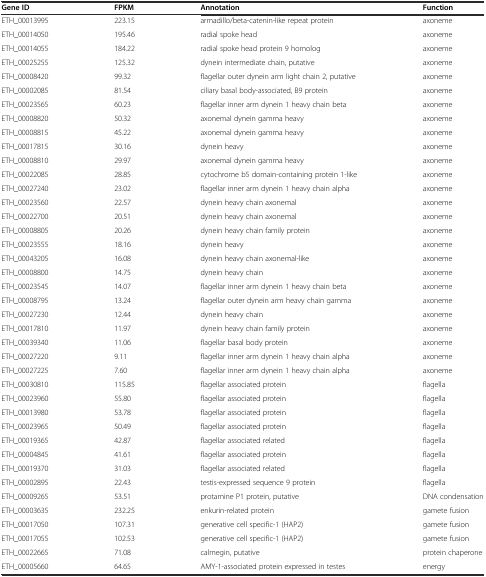 Gene ID FPKM Annotation Function
ETH_00013995 223.15 armadillo/beta-catenin-like repeat protein axoneme
ETH_00014050 195.46 radial spoke head axoneme
ETH_00014055 184.22 radial spoke head protein 9 homolog axoneme
ETH_00025255 125.32 dynein intermediate chain, putative axoneme
ETH_00008420 99.32 flagellar outer dynein arm light chain 2, putative axoneme
ETH_00002085 81.54 ciliary basal body-associated, B9 protein axoneme
ETH_00023565 60.23 flagellar inner arm dynein 1 heavy chain beta axoneme
ETH_00008820 50.32 axonemal dynein gamma heavy axoneme
ETH_00008815 45.22 axonemal dynein gamma heavy axoneme
ETH_00017815 30.16 dynein heavy axoneme
ETH_00008810 29.97 axonemal dynein gamma heavy axoneme
ETH_00022085 28.85 cytochrome b5 domain-containing protein 1-like axoneme
ETH_00027240 23.02 flagellar inner arm dynein 1 heavy chain alpha axoneme
ETH_00023560 22.57 dynein heavy chain axonemal axoneme
ETH_00022700 20.51 dynein heavy chain axonemal axoneme
ETH_00008805 20.26 dynein heavy chain family protein axoneme
ETH_00023555 18.16 dynein heavy axoneme
ETH_00043205 16.08 dynein heavy chain axonemal-like axoneme
ETH_00008800 14.75 dynein heavy chain axoneme
ETH_00023545 14.07 flagellar inner arm dynein 1 heavy chain beta axoneme
ETH_00008795 13.24 flagellar outer dynein arm heavy chain gamma axoneme
ETH_00027230 12.44 dynein heavy chain axoneme
ETH_00017810 11.97 dynein heavy chain family protein axoneme
ETH_00039340 11.06 flagellar basal body protein axoneme
ETH_00027220 9.11 flagellar inner arm dynein 1 heavy chain alpha axoneme
ETH_00027225 7.60 flagellar inner arm dynein 1 heavy chain alpha axoneme
ETH_00030810 115.85 flagellar associated protein flagella
ETH_00023960 55.80 flagellar associated protein flagella
ETH_00013980 53.78 flagellar associated protein flagella
ETH_00023965 50.49 flagellar associated protein flagella
ETH_00019365 42.87 flagellar associated related flagella
ETH_00004845 41.61 flagellar associated protein flagella
ETH_00019370 31.03 flagellar associated related flagella
ETH_00002895 22.43 testis-expressed sequence 9 protein flagella
ETH_00009265 53.51 protamine P1 protein, putative DNA condensation
ETH_00003635 232.25 enkurin-related protein gamete fusion
ETH_00017050 107.31 generative cell specific-1 (HAP2) gamete fusion
ETH_00017055 102.53 generative cell specific-1 (HAP2) gamete fusion
ETH_00022665 71.08 calmegin, putative protein chaperone
ETH_00005660 64.65 AMY-1-associated protein expressed in testes energy